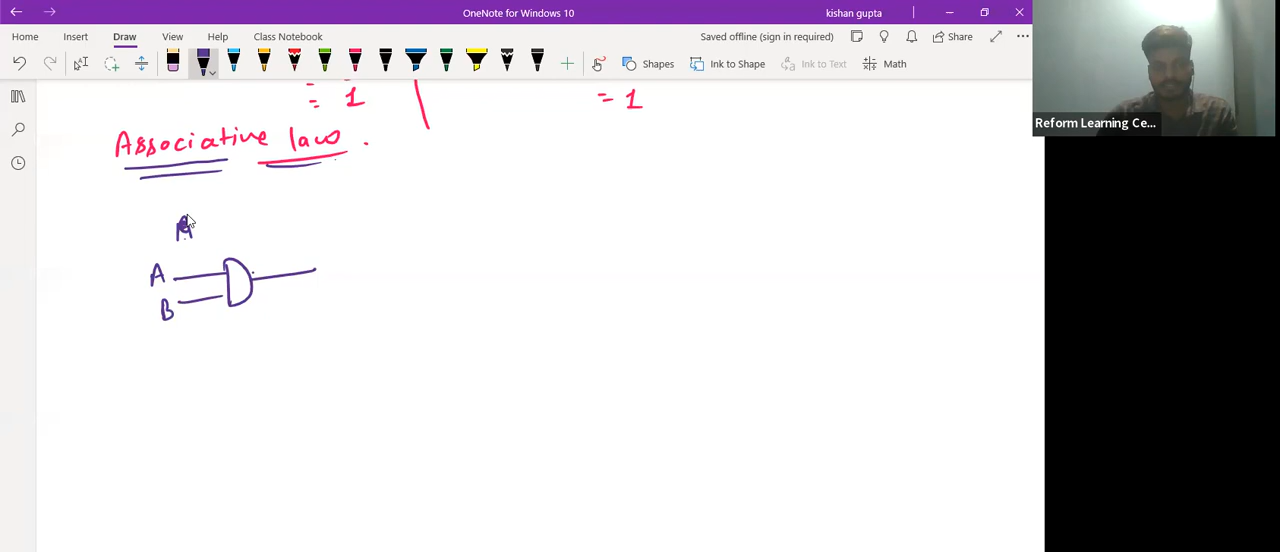 OneNote for Windows 10
kishan gupta
Home Insert Draw View Help Class Notebook
Saved offline (sign in required)
Share
Shapes
Ink to Shape
Ink to Text
Math
Reform Learning Ce...
= 1
= 1
Associative law.
A
A
B